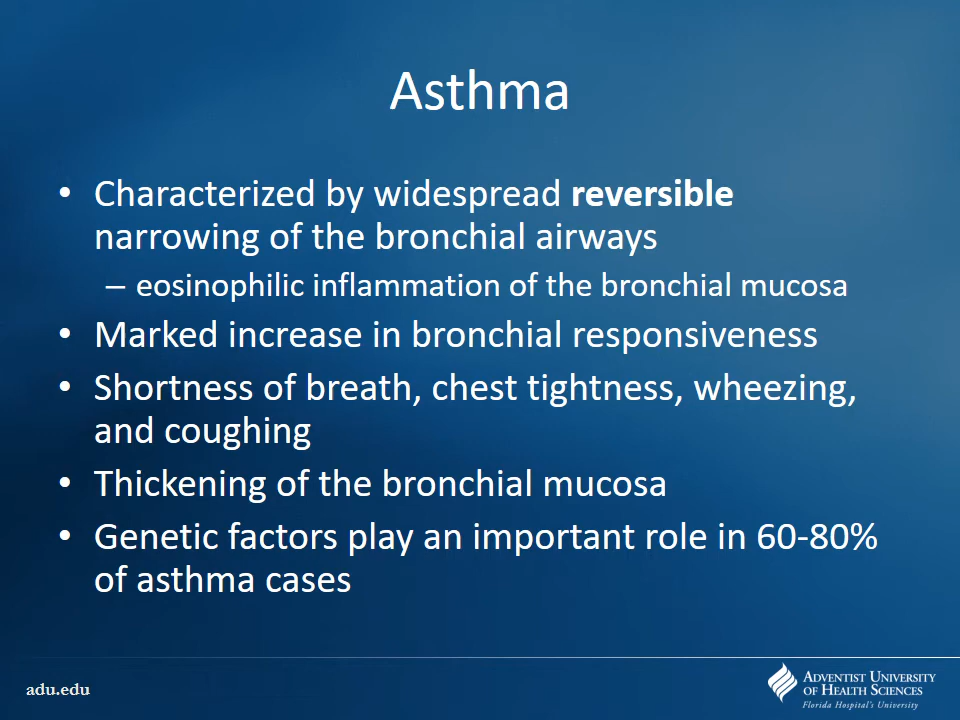 Asthma
• Characterized by widespread reversible
narrowing of the bronchial airways
– eosinophilic inflammation of the bronchial mucosa
• Marked increase in bronchial responsiveness
• Shortness of breath, chest tightness, wheezing,
and coughing
• Thickening of the bronchial mucosa
• Genetic factors play an important role in 60-80%
of asthma cases
adu.edu
ADVENTIST UNIVERSITY
OF HEALTH SCIENCES
Florida Hospital's University